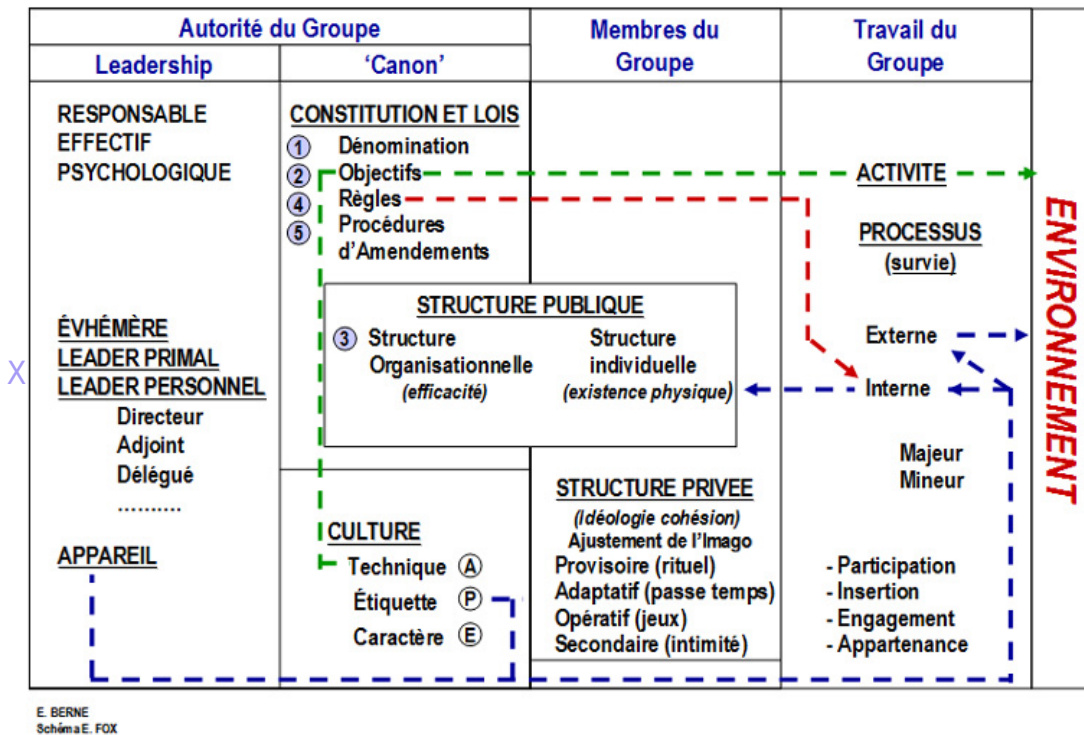 Autorité du Groupe
Membres du
Groupe
Travail du
Groupe
Leadership
‘Canon’
RESPONSABLE
EFFECTIF
PSYCHOLOGIQUE
ÉVHÉMÈRE
LEADER PRIMAL
LEADER PERSONNEL
Directeur
Adjoint
Délégué
..........
APPAREIL
X
CONSTITUTION ET LOIS
1 Dénomination
2 Objectifs
4 Règles
5 Procédures
d’Amendements
STRUCTURE PUBLIQUE
3 Structure
Organisationnelle
(efficacité)
Structure
individuelle
(existence physique)
CULTURE
Technique A
Étiquette P
Caractère E
STRUCTURE PRIVEE
(Idéologie cohésion)
Ajustement de l’Imago
Provisoire (rituel)
Adaptatif (passe temps)
Opératif (jeux)
Secondaire (intimité)
ACTIVITE
PROCESSUS
(survie)
Externe
Interne
Majeur
Mineur
- Participation
- Insertion
- Engagement
- Appartenance
ENVIRONNEMENT
E. BERNE
Schéma E. FOX